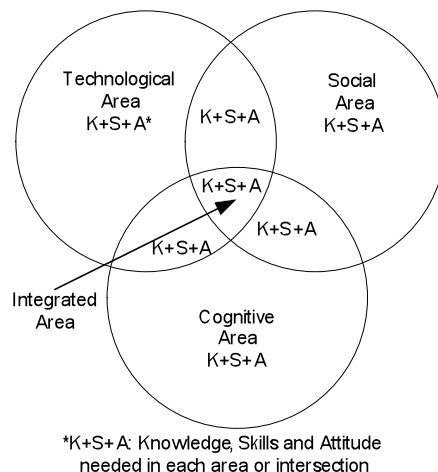 Technological
Area
K+S+A*
Social
Area
K+S+A
K+S+A
K+S+A
K+S+A
K+S+A
Integrated
Area
Cognitive
Area
K+S+A
*K+S+A: Knowledge, Skills and Attitude
needed in each area or intersection